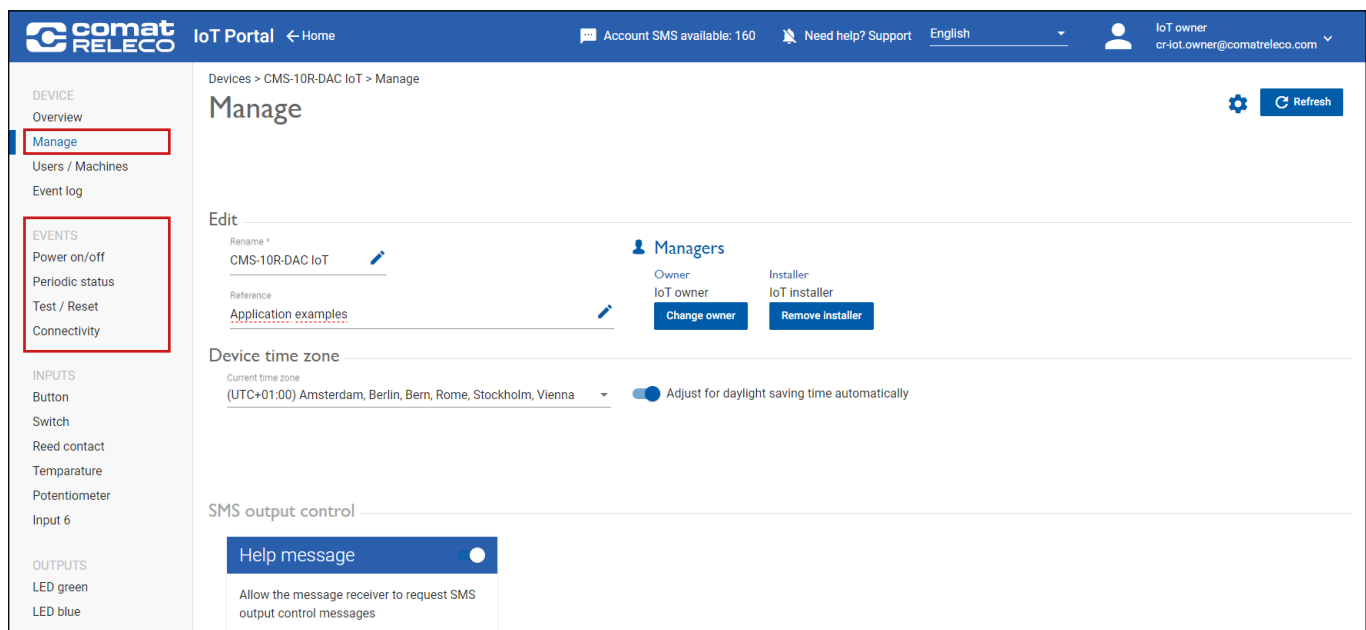 comat
RELECO
IoT Portal ← Home
Account SMS available: 160
Need help? Support
English
IoT owner
cr-iot.owner@comatreleco.com
DEVICE
Overview
Manage
Users / Machines
Event log
EVENTS
Power on/off
Periodic status
Test / Reset
Connectivity
INPUTS
Button
Switch
Reed contact
Temparature
Potentiometer
Input 6
OUTPUTS
LED green
LED blue
Devices > CMS-10R-DAC IoT > Manage
Manage
Refresh
Edit
Rename *
CMS-10R-DAC IoT
Reference
Application examples
Managers
Owner
IoT owner
Change owner
Installer
IoT installer
Remove installer
Device time zone
Current time zone
(UTC+01:00) Amsterdam, Berlin, Bern, Rome, Stockholm, Vienna
Adjust for daylight saving time automatically
SMS output control
Help message
Allow the message receiver to request SMS
output control messages